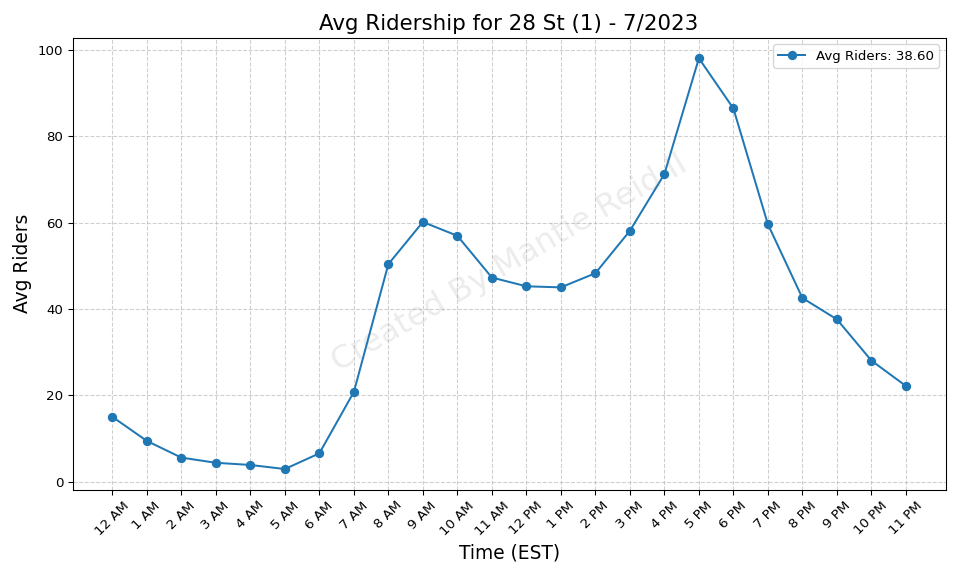 Avg Ridership for 28 St (1) - 7/2023
Avg Riders: 38.60
100
80
60
40
20
0
Avg Riders
Created By Mantle Reidal
12 AM
1 AM
2 AM
3 AM
4 AM
5 AM
6 AM
7 AM
8 AM
9 AM
10 AM
11 AM
12 PM
1 PM
2 PM
3 PM
4 PM
5 PM
6 PM
7 PM
8 PM
9 PM
10 PM
11 PM
Time (EST)